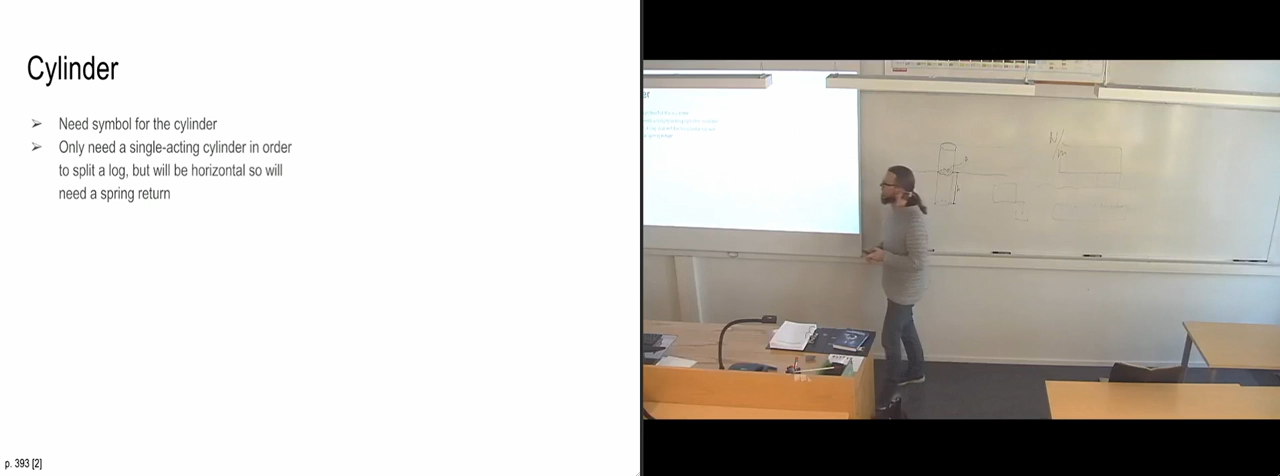 Cylinder
➢ Need symbol for the cylinder
➢ Only need a single-acting cylinder in order
to split a log, but will be horizontal so will
need a spring return
p. 393 [2]
N/
m